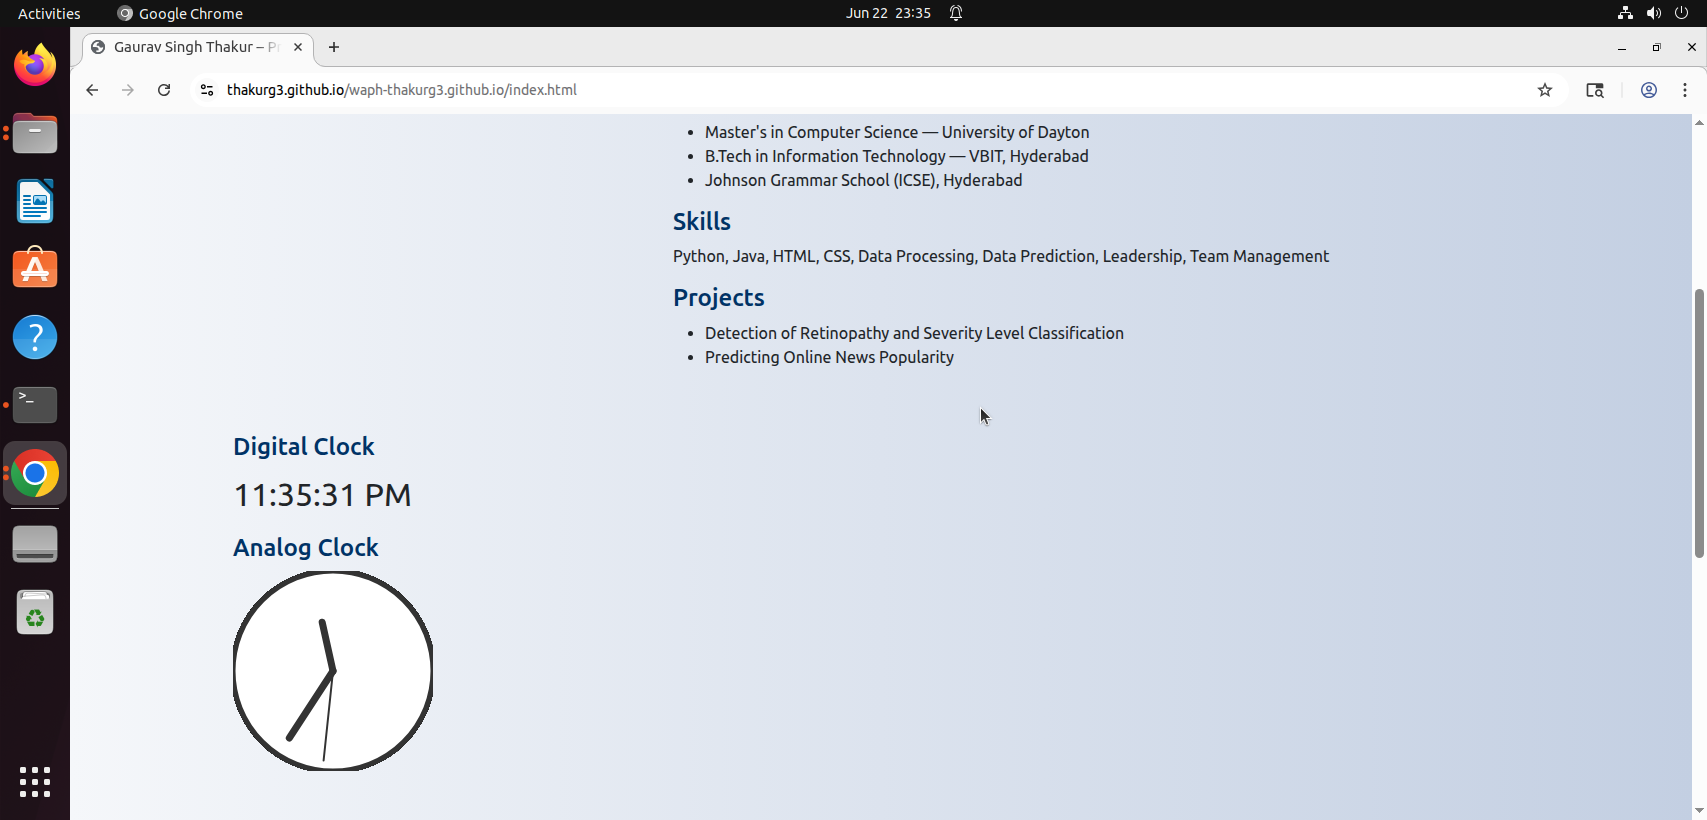 Activities
Google Chrome
Jun 22 23:35
Gaurav Singh Thakur – P
thakurg3.github.io/waph-thakurg3.github.io/index.html
• Master's in Computer Science — University of Dayton
• B.Tech in Information Technology — VBIT, Hyderabad
• Johnson Grammar School (ICSE), Hyderabad
Skills
Python, Java, HTML, CSS, Data Processing, Data Prediction, Leadership, Team Management
Projects
• Detection of Retinopathy and Severity Level Classification
• Predicting Online News Popularity
Digital Clock
11:35:31 PM
Analog Clock